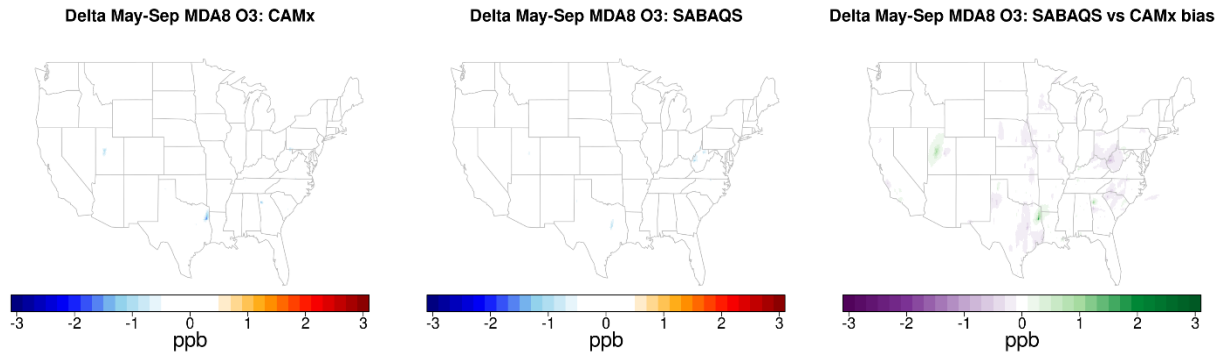 Delta May-Sep MDA8 O3: CAMx
Delta May-Sep MDA8 O3: SABAQS
Delta May-Sep MDA8 O3: SABAQS vs CAMx bias
-3 -2 -1 0 1 2 3
ppb
-3 -2 -1 0 1 2 3
ppb
-3 -2 -1 0 1 2 3
ppb